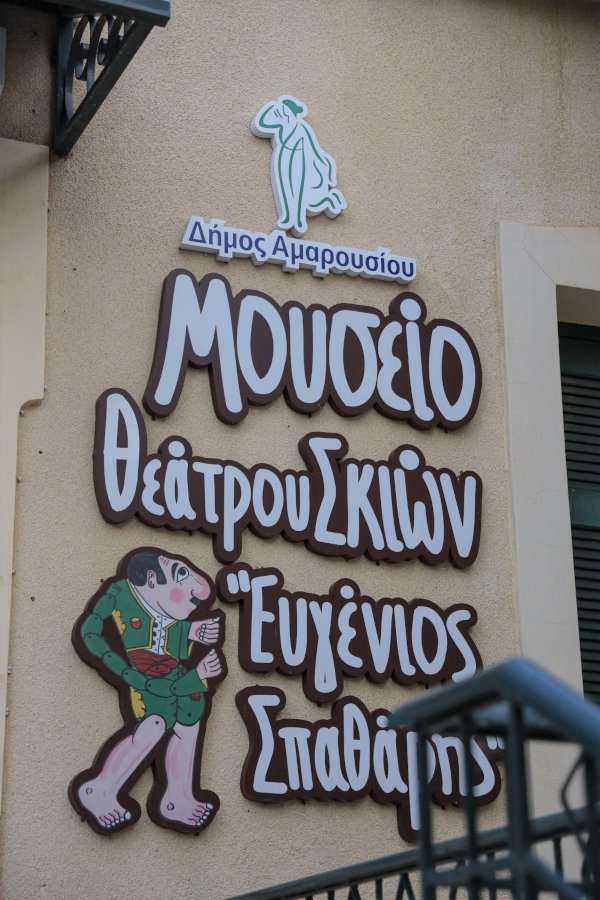 Δήμος Αμαρουσίου
Μουσείο
Θεάτρου Σκιών
"Ευγένιος
Σπαθάρης"